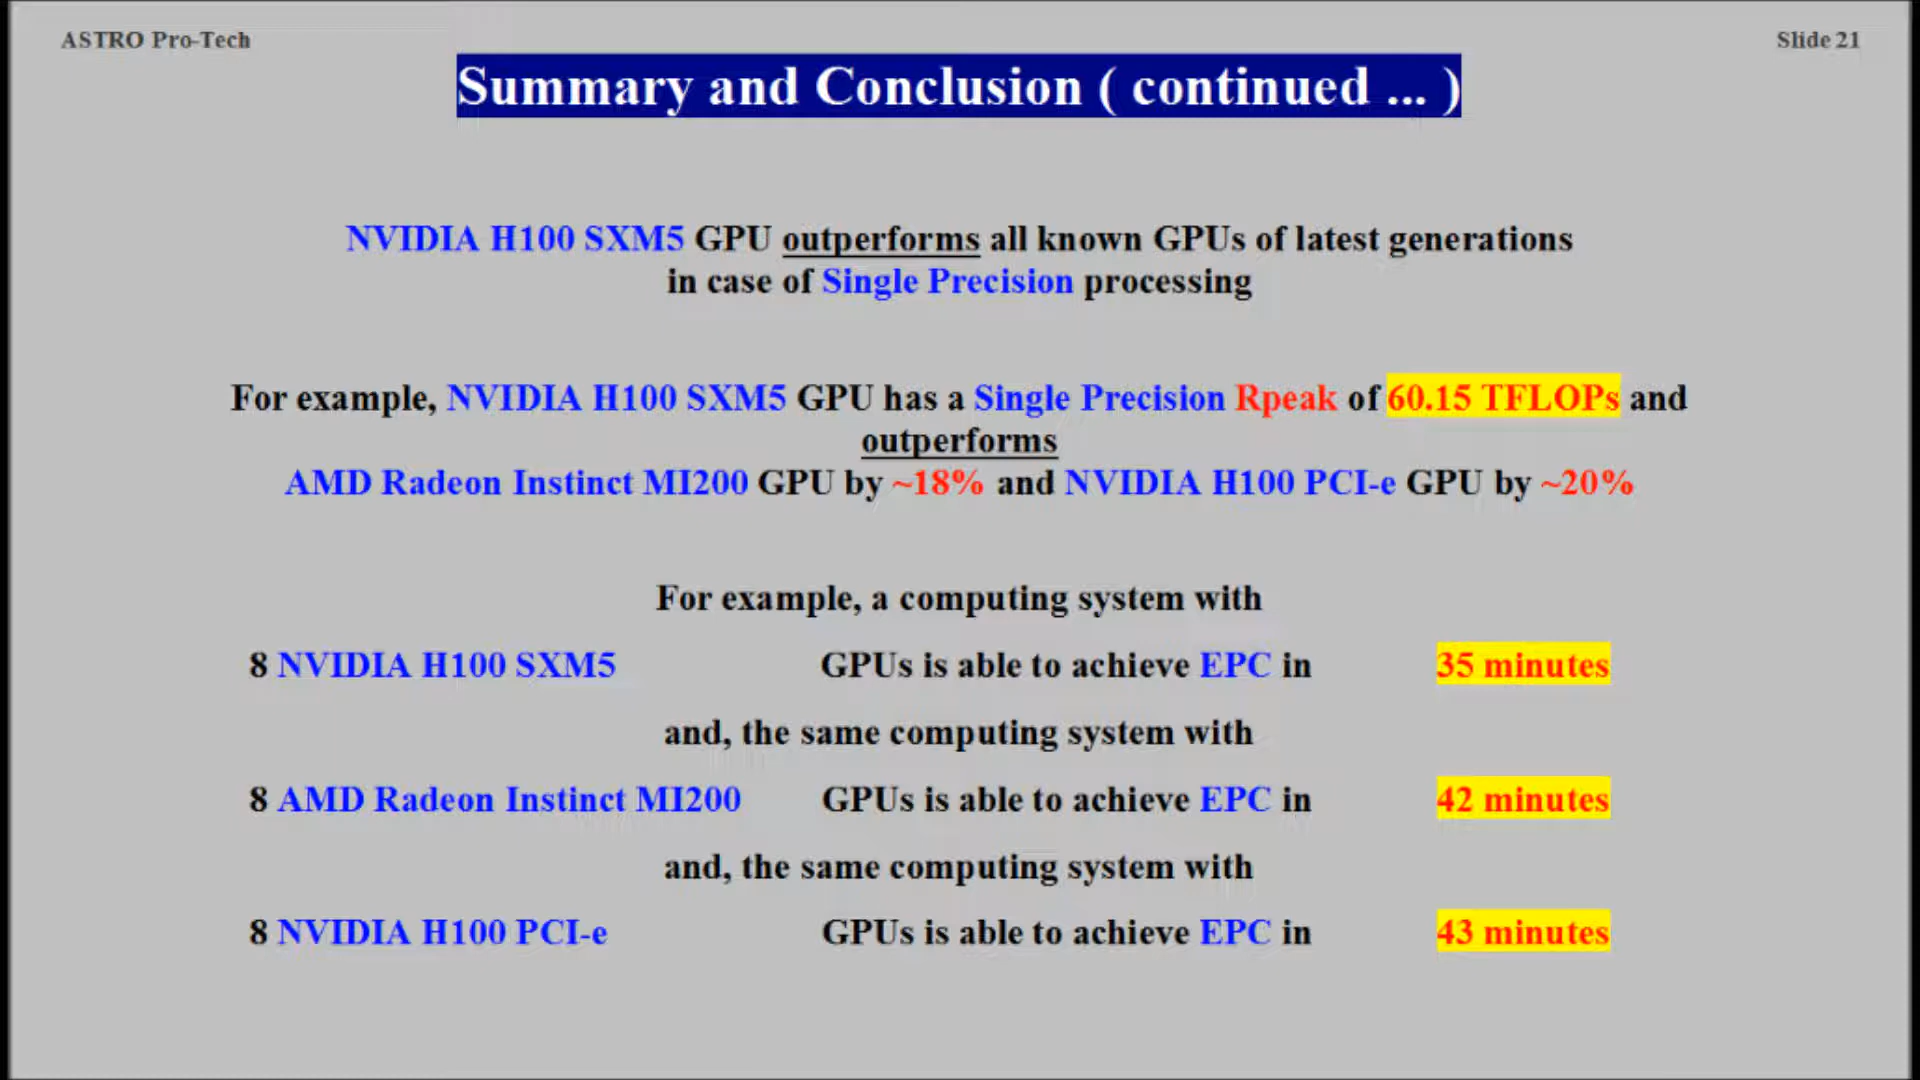 ASTRO Pro-Tech
Slide 21
Summary and Conclusion ( continued ... )
NVIDIA H100 SXM5 GPU outperforms all known GPUs of latest generations
in case of Single Precision processing
For example, NVIDIA H100 SXM5 GPU has a Single Precision Rpeak of 60.15 TFLOPs and
outperforms
AMD Radeon Instinct MI200 GPU by ~18% and NVIDIA H100 PCI-e GPU by ~20%
For example, a computing system with
8 NVIDIA H100 SXM5 GPUs is able to achieve EPC in 35 minutes
and, the same computing system with
8 AMD Radeon Instinct MI200 GPUs is able to achieve EPC in 42 minutes
and, the same computing system with
8 NVIDIA H100 PCI-e GPUs is able to achieve EPC in 43 minutes